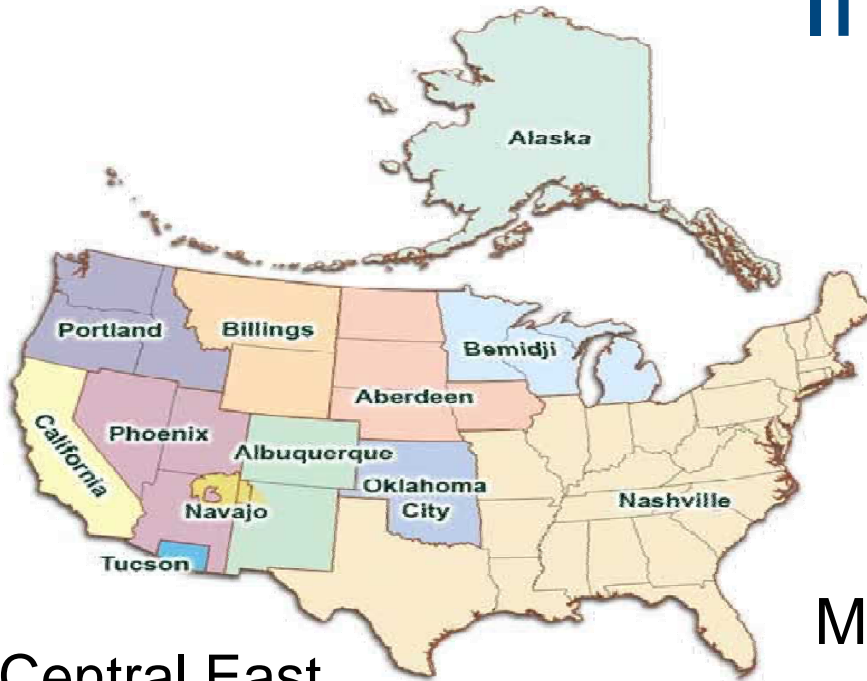 Alaska
Portland
Billings
Bemidji
Aberdeen
California
Phoenix
Albuquerque
Oklahoma
City
Navajo
Nashville
Tucson
M
Central East